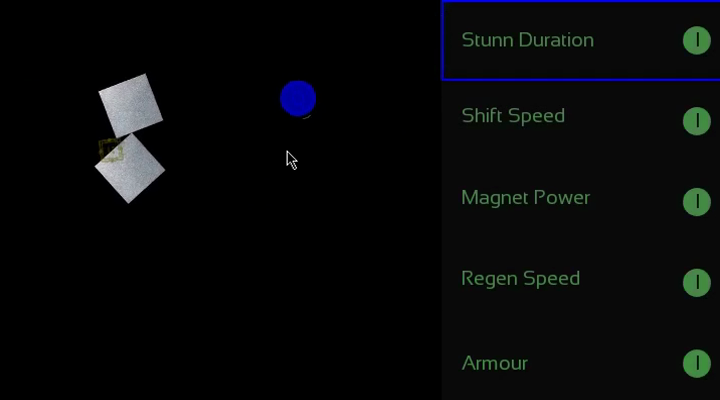 Stunn Duration
Shift Speed
Magnet Power
Regen Speed
Armour